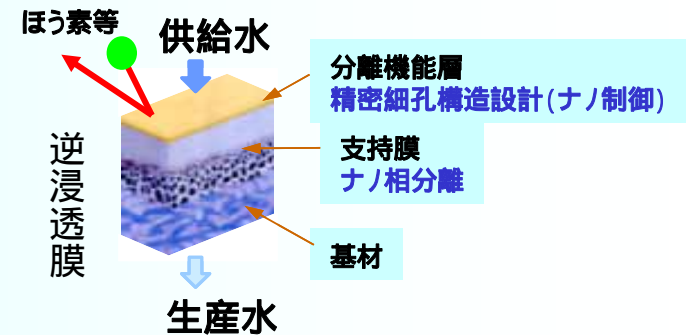 ほう素等
供給水
分離機能層
精密細孔構造設計(ナノ制御)
支持膜
ナノ相分離
逆浸透膜
基材
生産水